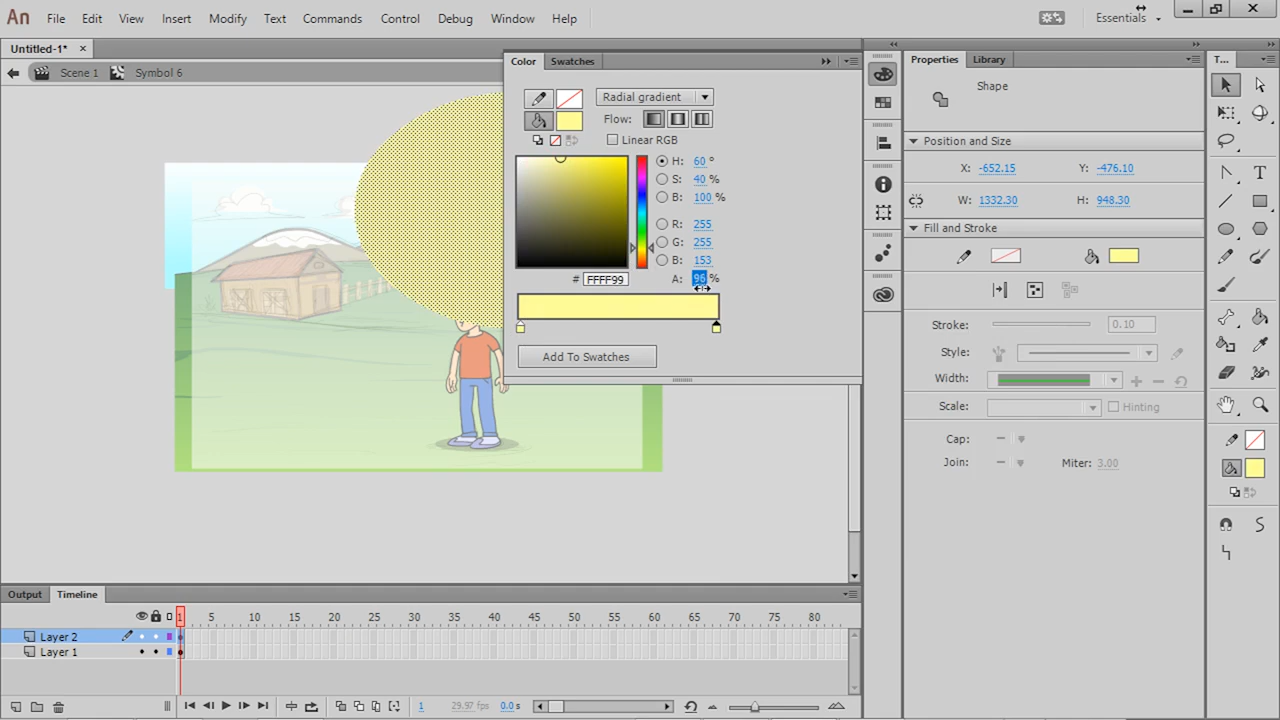 An File Edit View Insert Modify Text Commands Control Debug Window Help Essentials
Untitled-1* ×
Scene 1 Symbol 6
Color Swatches
Radial gradient
Flow:
Linear RGB
H: 60 °
S: 40 %
B: 100 %
R: 255
G: 255
B: 153
# FFFF99 A: 96 %
Add To Swatches
Properties Library
Shape
Position and Size
X: -652.15 Y: -476.10
W: 1332.30 H: 948.30
Fill and Stroke
Stroke: 0.10
Style:
Width:
Scale: Hinting
Cap:
Join: Miter: 3.00
T...
Output Timeline
1 5 10 15 20 25 30 35 40 45 50 55 60 65 70 75 80
Layer 2
Layer 1
1 29.97 fps 0.0 s